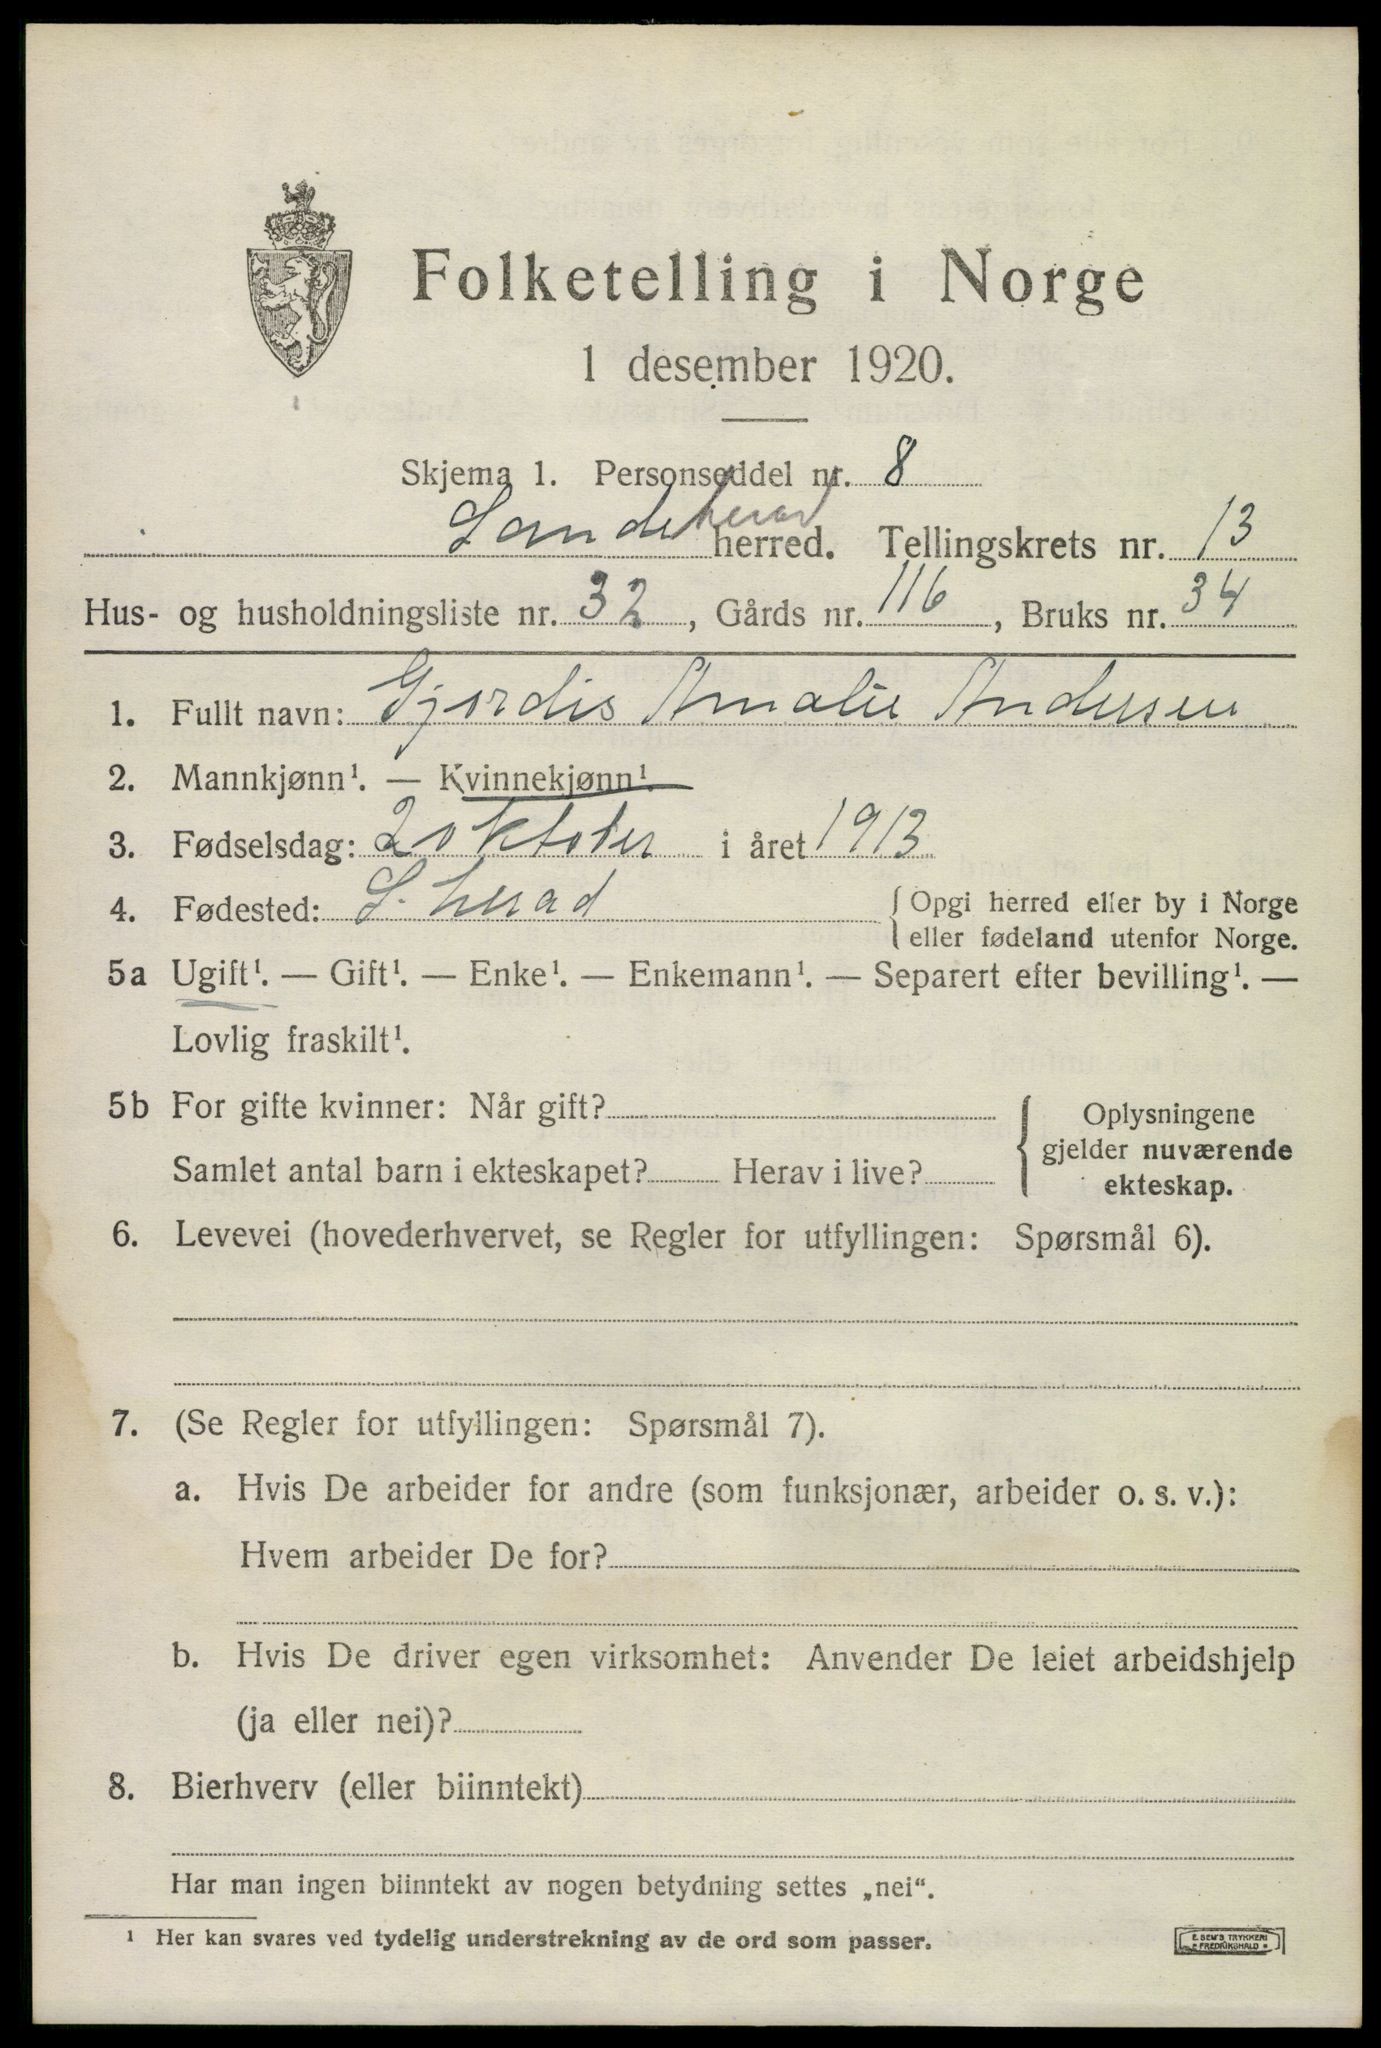 Folketelling i Norge
1 desember 1920.
Skjema 1. Personseddel nr. 8
Sandeherad herred. Tellingskrets nr. 13
Hus- og husholdningsliste nr. 32, Gårds nr. 116, Bruks nr. 34
1. Fullt navn: Gjordis Amalie Andersen
2. Mannkjønn¹. — Kvinnekjønn¹.
3. Fødselsdag: 2 oktober i året 1913
4. Fødested: S. herad { Opgi herred eller by i Norge
eller fødeland utenfor Norge.
5a Ugift¹. — Gift¹. — Enke¹. — Enkemann¹. — Separert efter bevilling¹. —
Lovlig fraskilt¹.
5b For gifte kvinner: Når gift?
Samlet antal barn i ekteskapet? Herav i live?
{ Oplysningene
gjelder nuværende
ekteskap.
6. Levevei (hovederhvervet, se Regler for utfyllingen: Spørsmål 6).
7. (Se Regler for utfyllingen: Spørsmål 7).
a. Hvis De arbeider for andre (som funksjonær, arbeider o. s. v.):
Hvem arbeider De for?
b. Hvis De driver egen virksomhet: Anvender De leiet arbeidshjelp
(ja eller nei)?
8. Bierhverv (eller biinntekt)
Har man ingen biinntekt av nogen betydning settes „nei“.
¹ Her kan svares ved tydelig understrekning av de ord som passer.
E. SEM'S TRYKKERI
FREDRIKSHALD